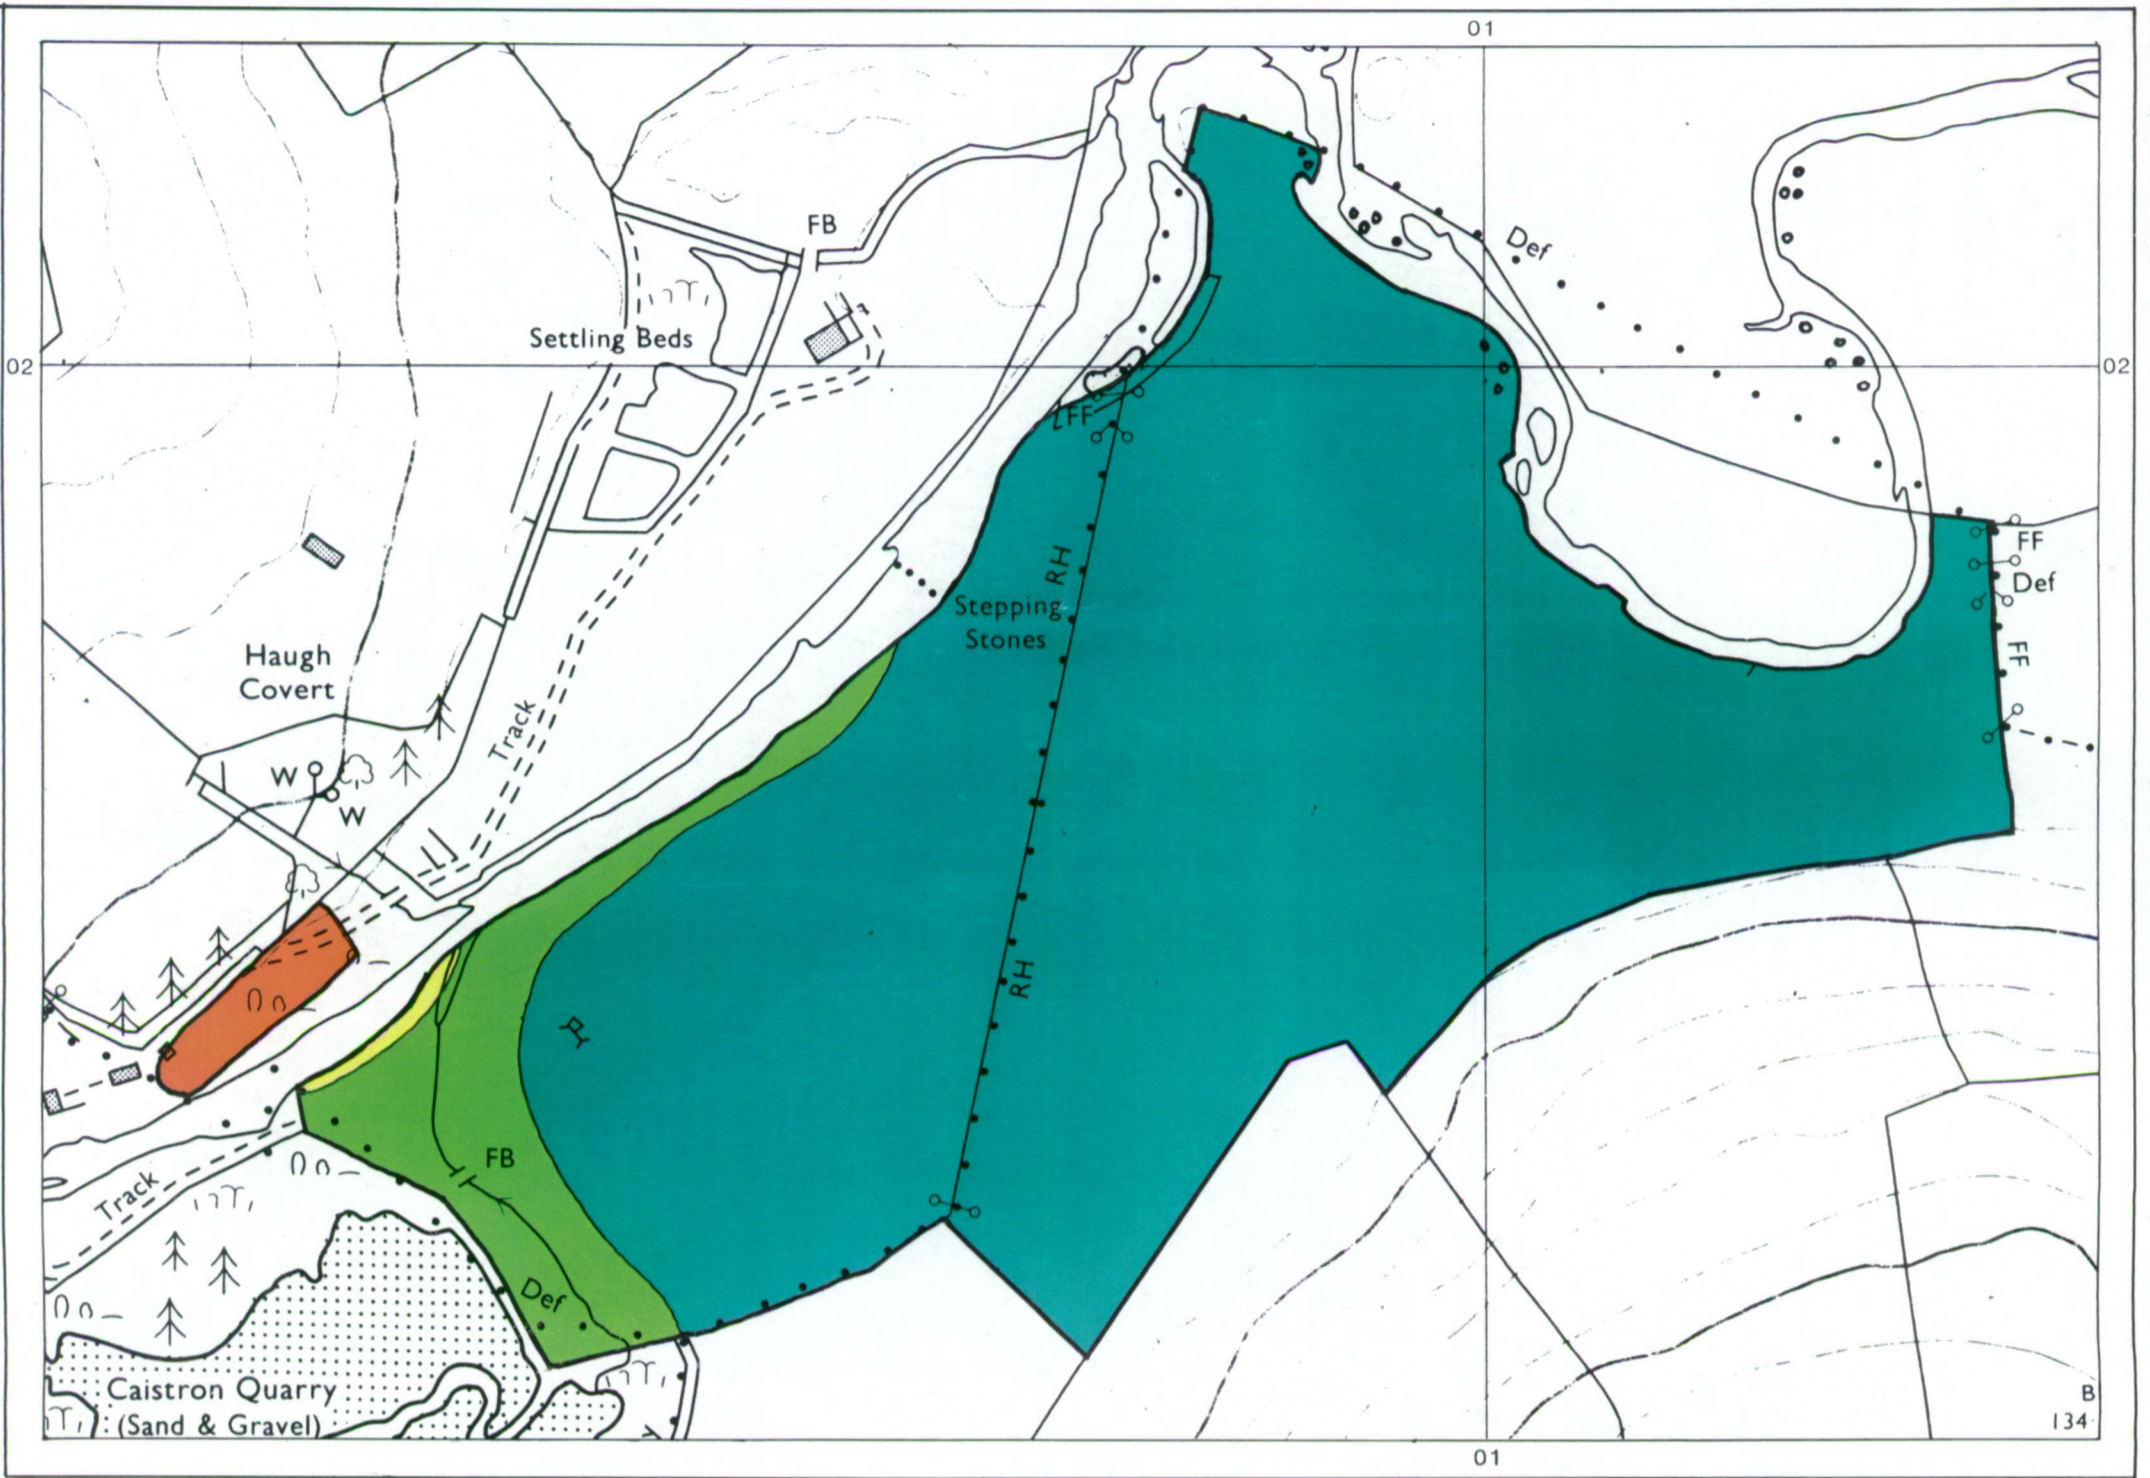 01
FB
Def
Settling Beds
02
02
FF
RH
FF
Def
FF
Stepping
Stones
Haugh
Covert
Track
W
W
RH
FB
Track
Def
Caistron Quarry
(Sand & Gravel)
B
134
01